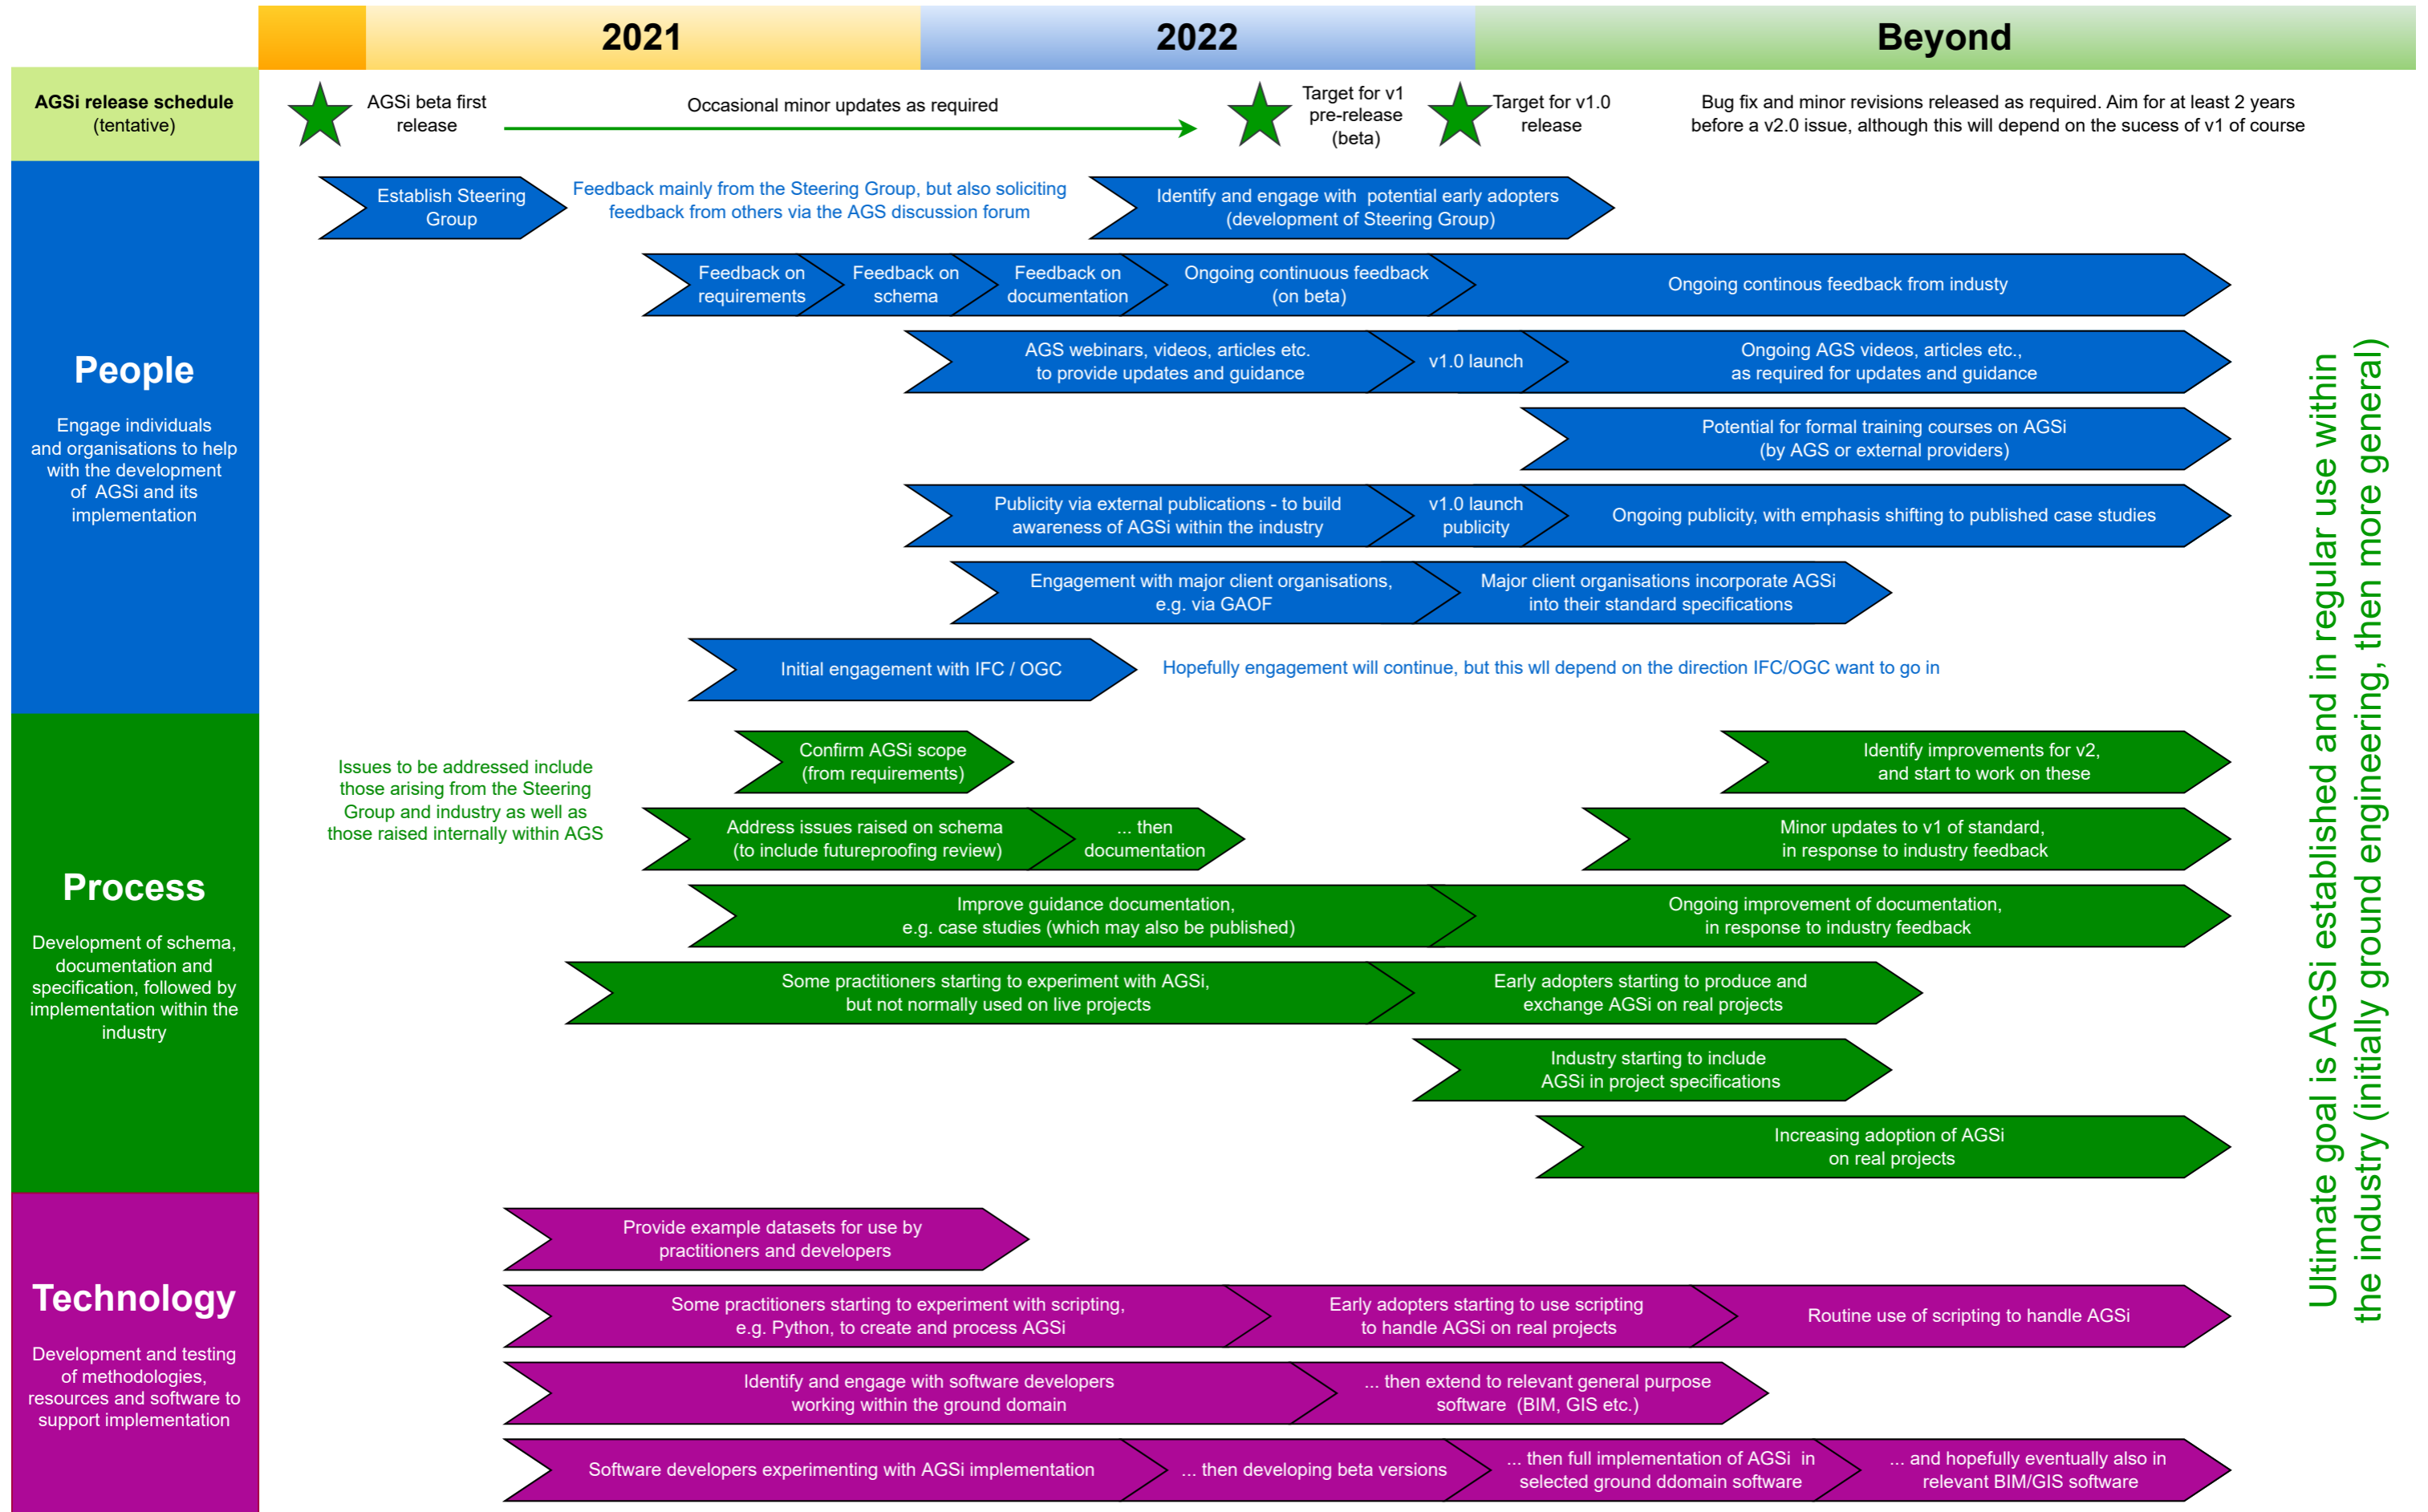 2021
2022
Beyond
AGSi release schedule
(tentative)
AGSi beta first
release
Occasional minor updates as required
Target for v1
pre-release
(beta)
Target for v1.0
release
Bug fix and minor revisions released as required. Aim for at least 2 years
before a v2.0 issue, although this will depend on the sucess of v1 of course
People
Engage individuals
and organisations to help
with the development
of AGSi and its
implementation
Establish Steering
Group
Feedback mainly from the Steering Group, but also soliciting
feedback from others via the AGS discussion forum
Identify and engage with potential early adopters
(development of Steering Group)
Feedback on
requirements
Feedback on
schema
Feedback on
documentation
Ongoing continuous feedback
(on beta)
Ongoing continous feedback from industy
AGS webinars, videos, articles etc.
to provide updates and guidance
v1.0 launch
Ongoing AGS videos, articles etc.,
as required for updates and guidance
Potential for formal training courses on AGSi
(by AGS or external providers)
Publicity via external publications - to build
awareness of AGSi within the industry
v1.0 launch
publicity
Ongoing publicity, with emphasis shifting to published case studies
Engagement with major client organisations,
e.g. via GAOF
Major client organisations incorporate AGSi
into their standard specifications
Initial engagement with IFC / OGC
Hopefully engagement will continue, but this wll depend on the direction IFC/OGC want to go in
Process
Development of schema,
documentation and
specification, followed by
implementation within the
industry
Issues to be addressed include
those arising from the Steering
Group and industry as well as
those raised internally within AGS
Confirm AGSi scope
(from requirements)
Identify improvements for v2,
and start to work on these
Address issues raised on schema
(to include futureproofing review)
... then
documentation
Minor updates to v1 of standard,
in response to industry feedback
Improve guidance documentation,
e.g. case studies (which may also be published)
Ongoing improvement of documentation,
in response to industry feedback
Some practitioners starting to experiment with AGSi,
but not normally used on live projects
Early adopters starting to produce and
exchange AGSi on real projects
Industry starting to include
AGSi in project specifications
Increasing adoption of AGSi
on real projects
Technology
Development and testing
of methodologies,
resources and software to
support implementation
Provide example datasets for use by
practitioners and developers
Some practitioners starting to experiment with scripting,
e.g. Python, to create and process AGSi
Early adopters starting to use scripting
to handle AGSi on real projects
Routine use of scripting to handle AGSi
Identify and engage with software developers
working within the ground domain
... then extend to relevant general purpose
software (BIM, GIS etc.)
Software developers experimenting with AGSi implementation
... then developing beta versions
... then full implementation of AGSi in
selected ground ddomain software
... and hopefully eventually also in
relevant BIM/GIS software
Ultimate goal is AGSi established and in regular use within
the industry (initially ground engineering, then more general)